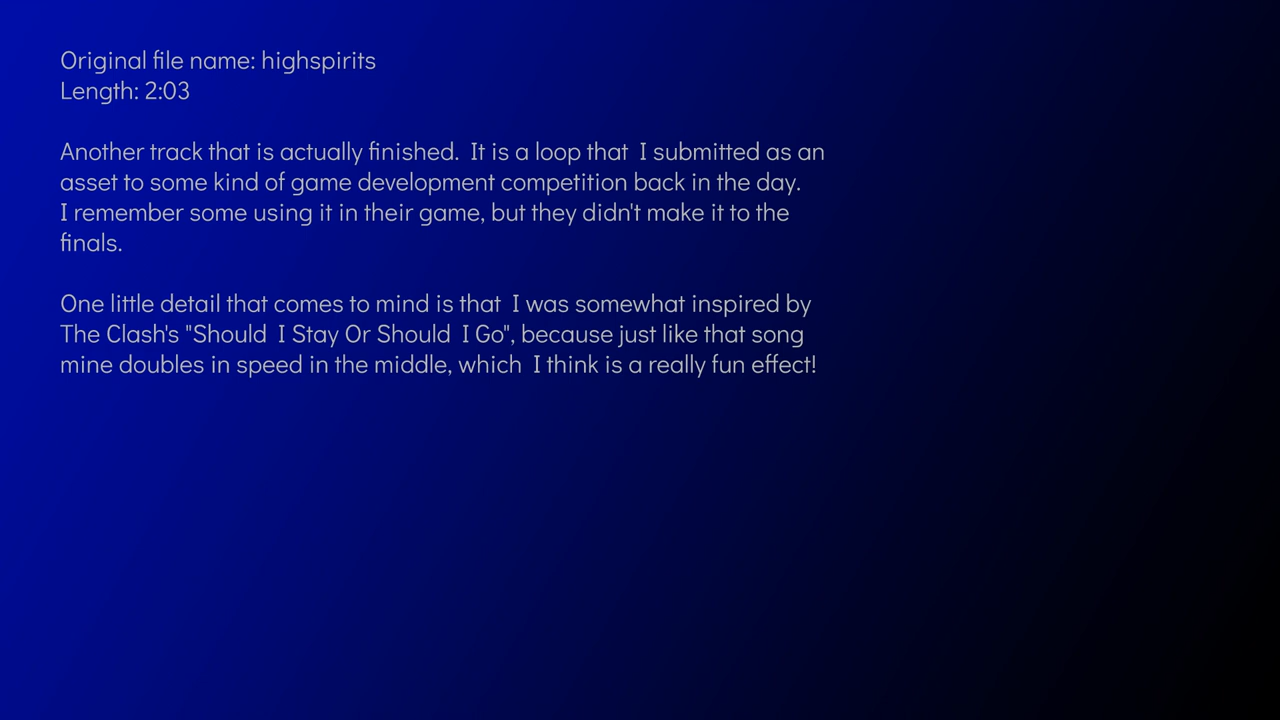 Original file name: highspirits
Length: 2:03
Another track that is actually finished. It is a loop that I submitted as an
asset to some kind of game development competition back in the day.
I remember some using it in their game, but they didn't make it to the
finals.
One little detail that comes to mind is that I was somewhat inspired by
The Clash's "Should I Stay Or Should I Go", because just like that song
mine doubles in speed in the middle, which I think is a really fun effect!